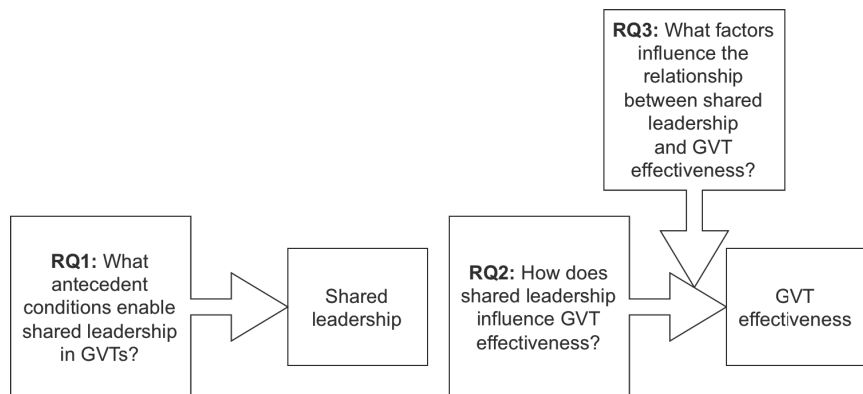 RQ3: What factors
influence the
relationship
between shared
leadership
and GVT
effectiveness?
RQ1: What
antecedent
conditions enable
shared leadership
in GVTs?
Shared
leadership
RQ2: How does
shared leadership
influence GVT
effectiveness?
GVT
effectiveness